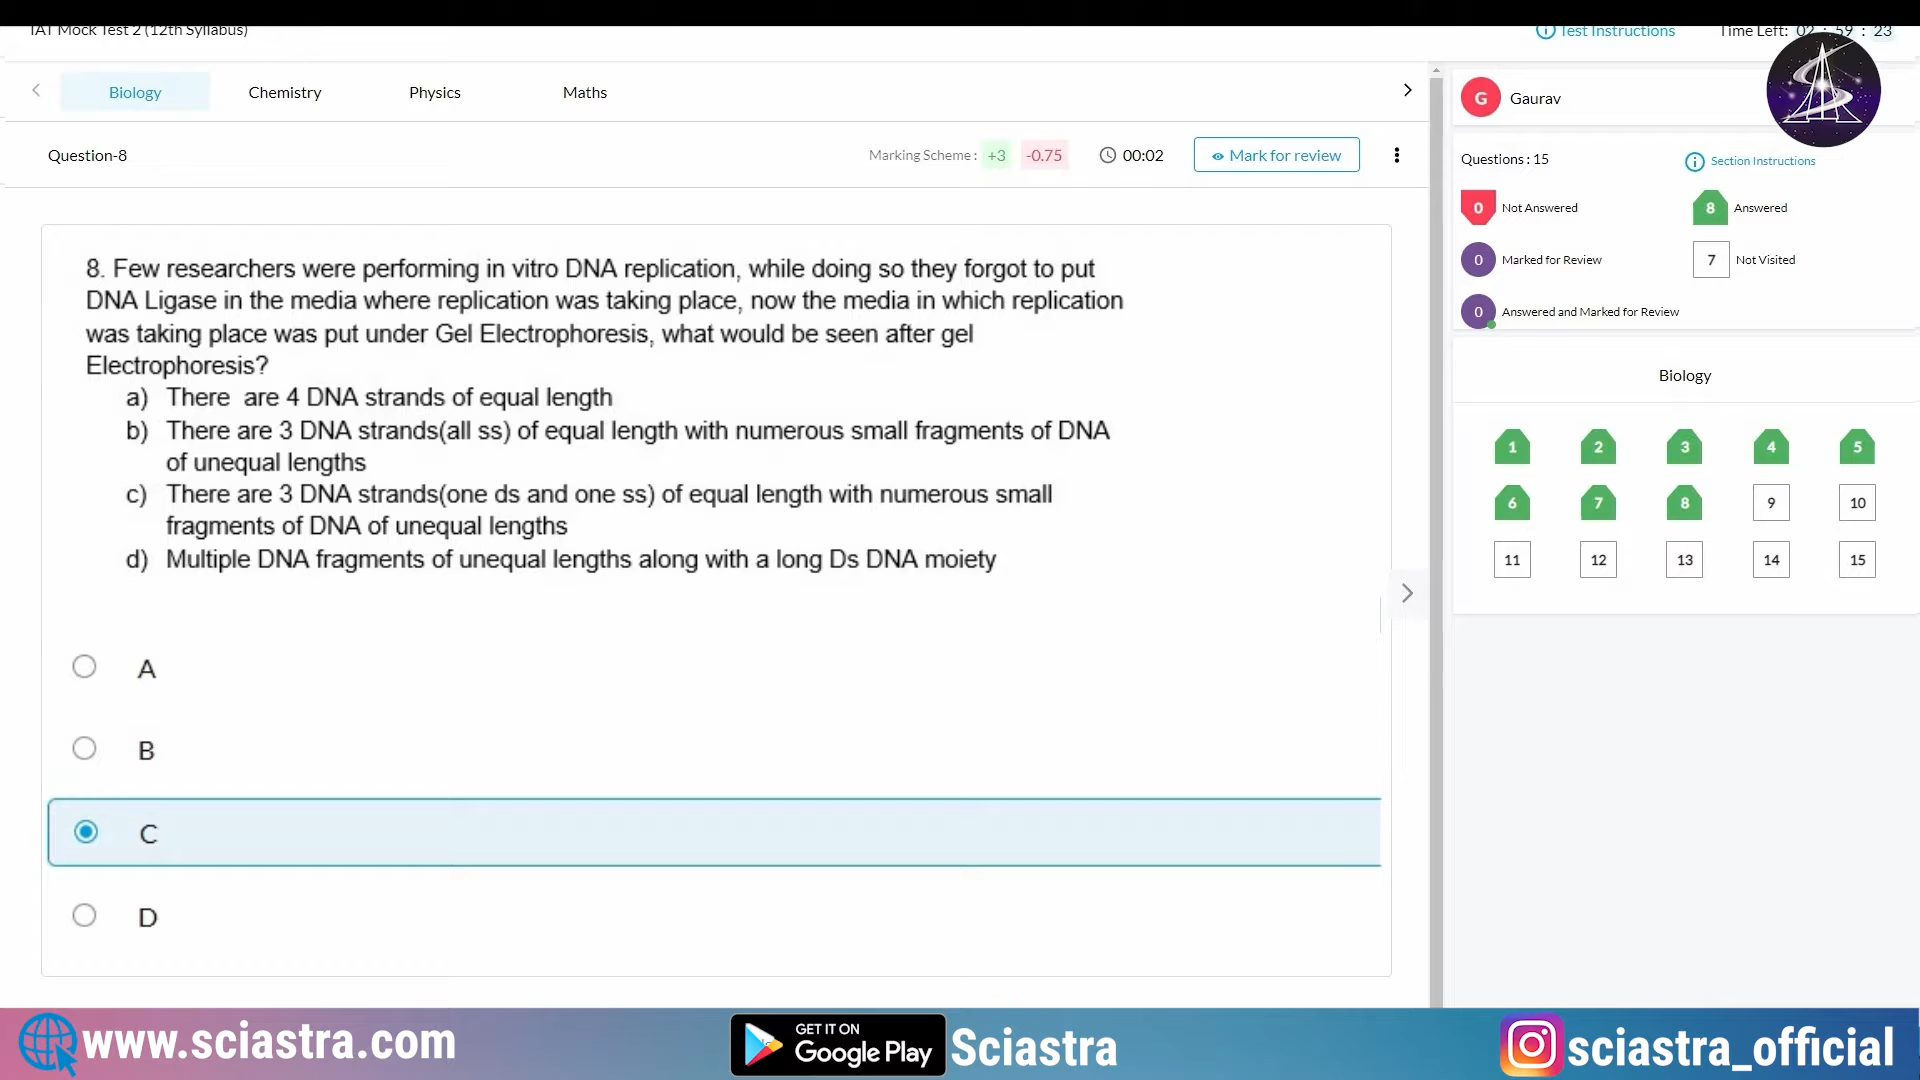 IAT Mock Test 2 (12th Syllabus)
Test Instructions
Time Left: 02 : 59 : 23
Biology
Chemistry
Physics
Maths
G
Gaurav
Question-8
Marking Scheme : +3 -0.75
00:02
Mark for review
Questions : 15
Section Instructions
0 Not Answered
8 Answered
0 Marked for Review
7 Not Visited
0 Answered and Marked for Review
8. Few researchers were performing in vitro DNA replication, while doing so they forgot to put
DNA Ligase in the media where replication was taking place, now the media in which replication
was taking place was put under Gel Electrophoresis, what would be seen after gel
Electrophoresis?
a) There are 4 DNA strands of equal length
b) There are 3 DNA strands(all ss) of equal length with numerous small fragments of DNA
of unequal lengths
c) There are 3 DNA strands(one ds and one ss) of equal length with numerous small
fragments of DNA of unequal lengths
d) Multiple DNA fragments of unequal lengths along with a long Ds DNA moiety
A
B
C
D
Biology
1 2 3 4 5
6 7 8 9 10
11 12 13 14 15
www.sciastra.com
GET IT ON
Google Play
Sciastra
sciastra_official